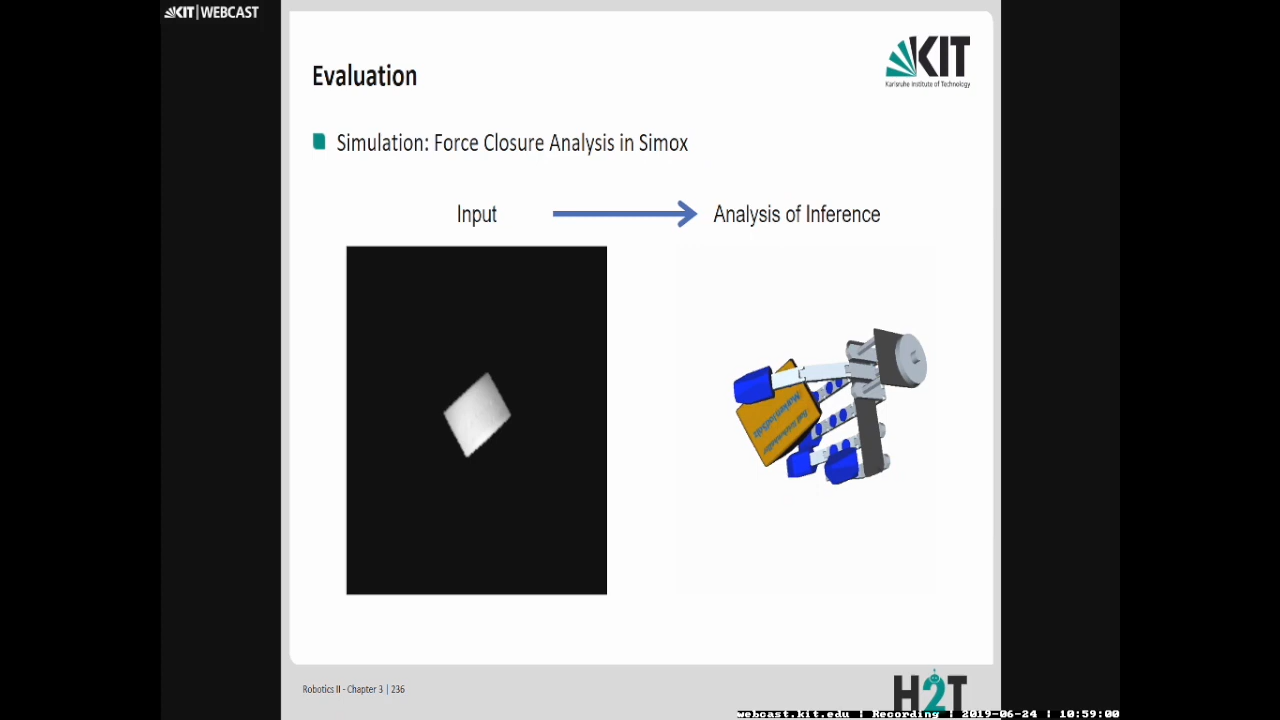 KIT | WEBCAST
Evaluation
KIT
Karlsruhe Institute of Technology
Simulation: Force Closure Analysis in Simox
Input
Analysis of Inference
Robotics II - Chapter 3 | 236
H2T
webcast.kit.edu | Recording | 2019-06-24 | 10:59:00